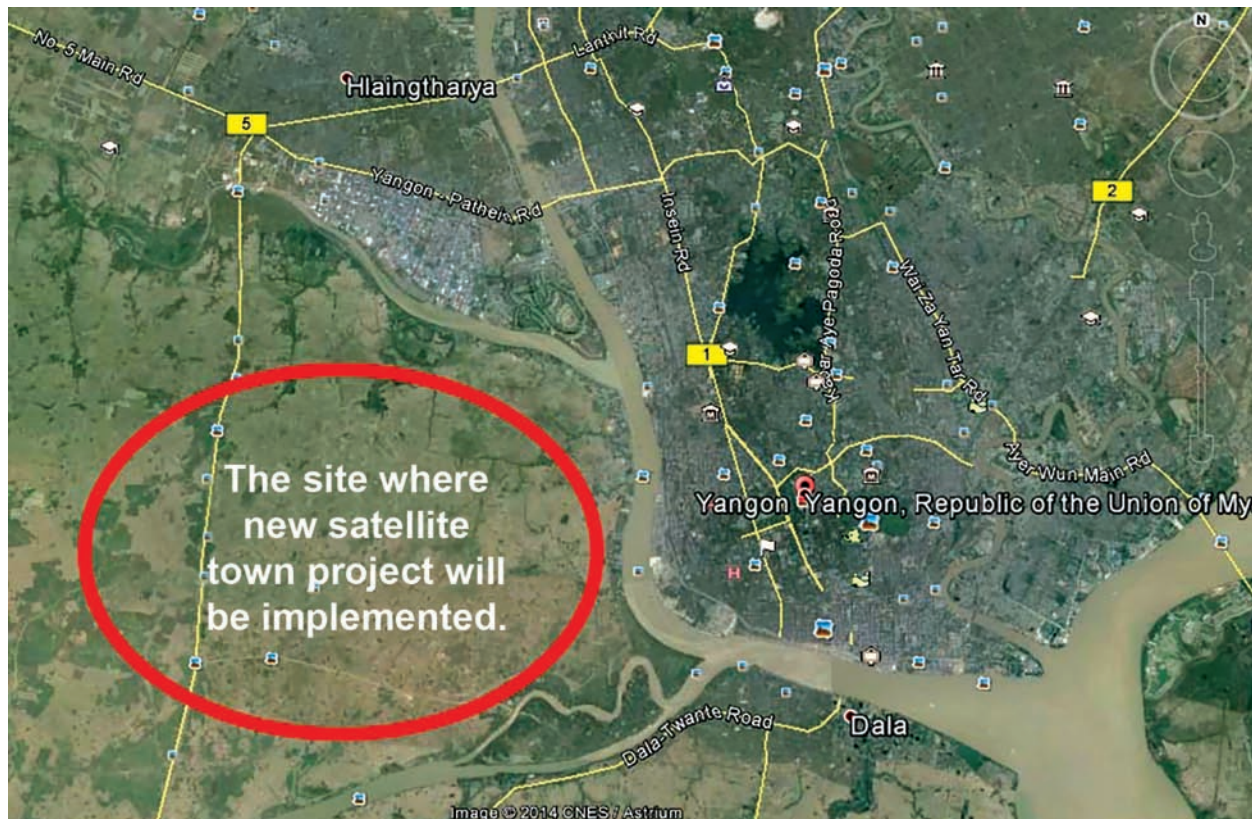 No. 5 Main Rd
Lanthit Rd
N
Hlaingtharya
5
Yangon - Pathein Rd
2
Insein Rd
Kabar Aye Pagoda Road
Wai Za Yan Tar Rd
1
The site where
new satellite
town project will
be implemented.
Ayer Wun Main Rd
Yangon Yangon, Republic of the Union of My
M
M
H
Dala-Twante Road
Dala
Image © 2014 CNES / Astrium